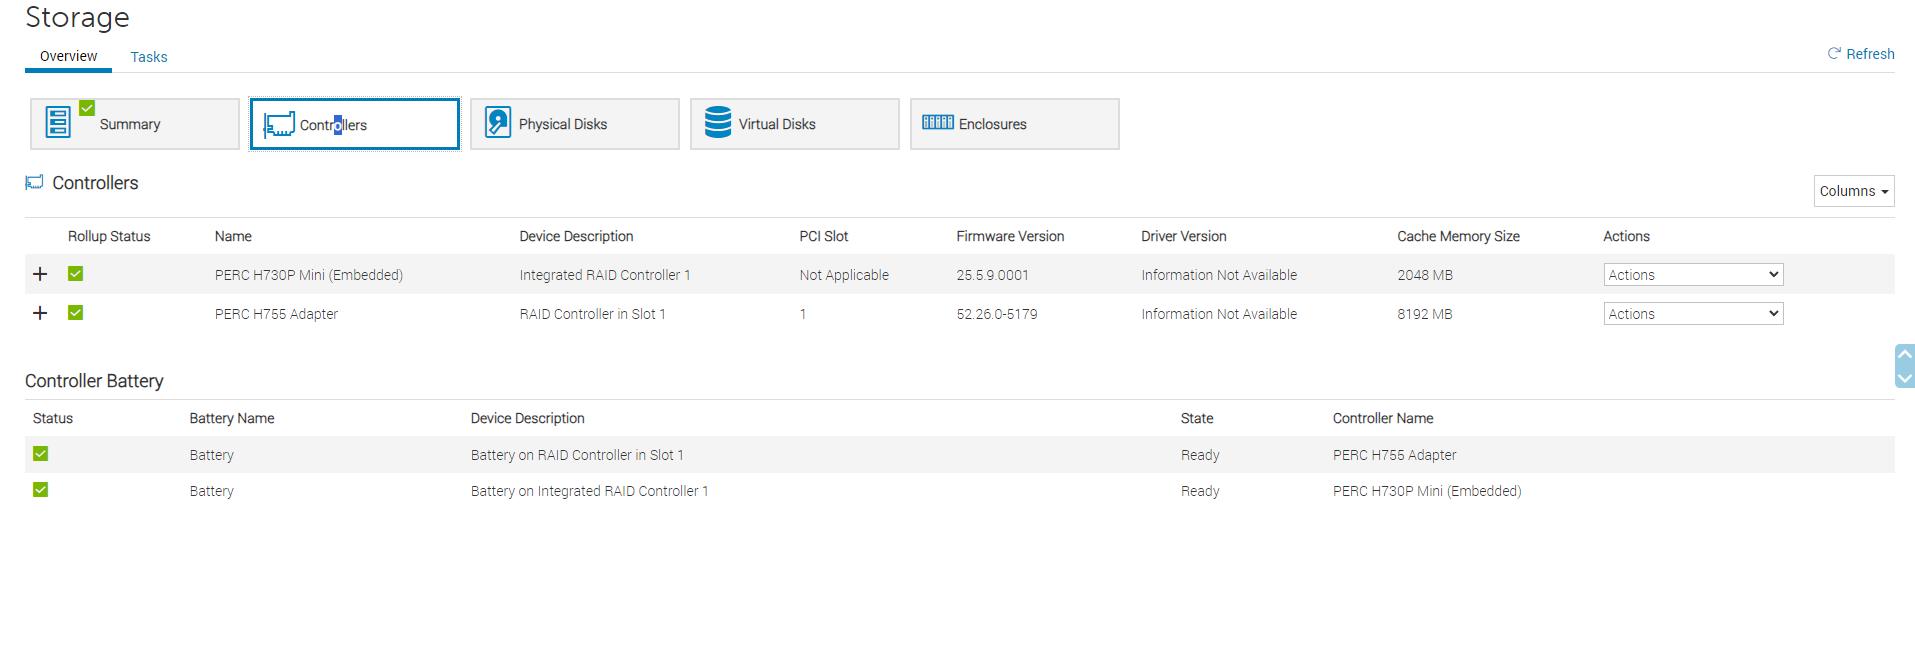 Storage
Overview Tasks Refresh
Summary Controllers Physical Disks Virtual Disks Enclosures
Controllers
Columns
Rollup Status Name Device Description PCI Slot Firmware Version Driver Version Cache Memory Size Actions
PERC H730P Mini (Embedded) Integrated RAID Controller 1 Not Applicable 25.5.9.0001 Information Not Available 2048 MB Actions
PERC H755 Adapter RAID Controller in Slot 1 1 52.26.0-5179 Information Not Available 8192 MB Actions
Controller Battery
Status Battery Name Device Description State Controller Name
Battery Battery on RAID Controller in Slot 1 Ready PERC H755 Adapter
Battery Battery on Integrated RAID Controller 1 Ready PERC H730P Mini (Embedded)